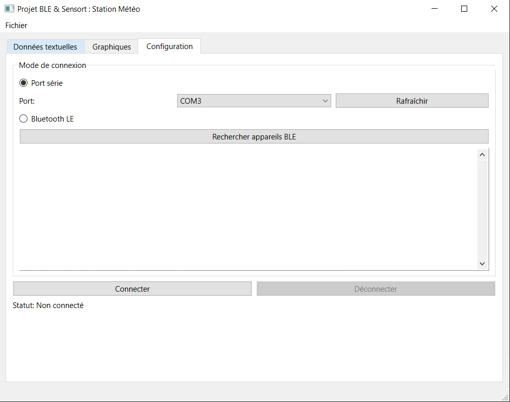 Projet BLE & Sensort : Station Météo
Fichier
Données textuelles Graphiques Configuration
Mode de connexion
Port série
Port: COM3 Rafraîchir
Bluetooth LE
Rechercher appareils BLE
Connecter Déconnecter
Statut: Non connecté